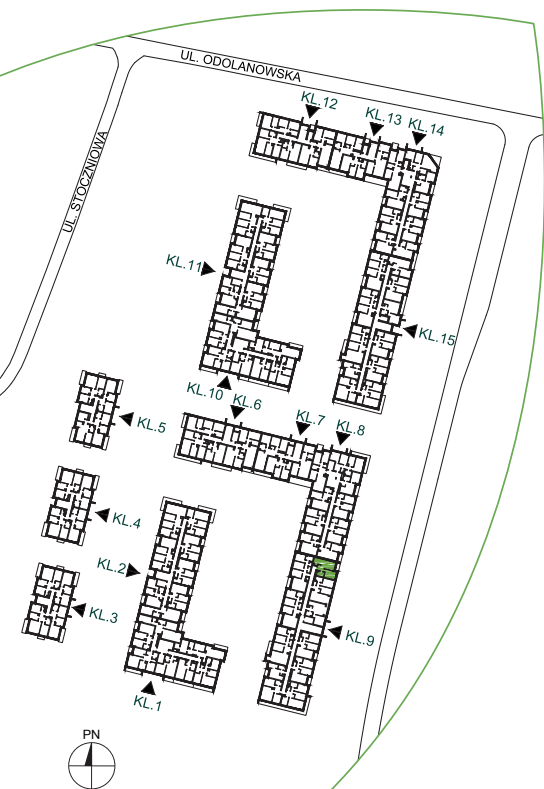 UL. ODOLANOWSKA
UL. STOCZNIOWA
KL.12
KL.13
KL.14
KL.11
KL.15
KL.10
KL.6
KL.7
KL.8
KL.5
KL.4
KL.2
KL.3
KL.9
KL.1
PN